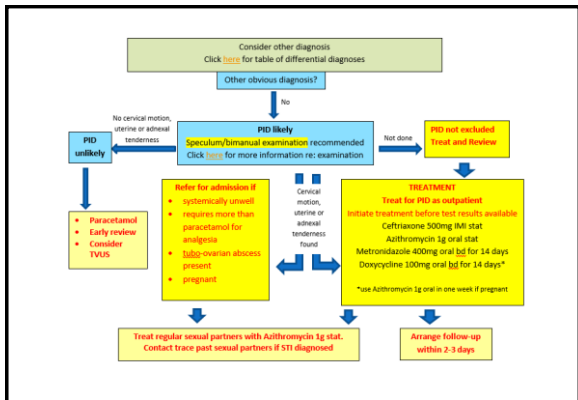 Consider other diagnosis
Click here for table of differential diagnoses
Other obvious diagnosis?
No
No cervical motion,
uterine or adnexal
tenderness
PID
unlikely
PID likely
Speculum/bimanual examination recommended
Click here for more information re: examination
Not done
PID not excluded
Treat and Review
• Paracetamol
• Early review
• Consider
TVUS
Refer for admission if
• systemically unwell
• requires more than
paracetamol for
analgesia
• tubo-ovarian abscess
present
• pregnant
Cervical
motion,
uterine or
adnexal
tenderness
found
TREATMENT
Treat for PID as outpatient
Initiate treatment before test results available
Ceftriaxone 500mg IMI stat
Azithromycin 1g oral stat
Metronidazole 400mg oral bd for 14 days
Doxycycline 100mg oral bd for 14 days*
*use Azithromycin 1g oral in one week if pregnant
Treat regular sexual partners with Azithromycin 1g stat.
Contact trace past sexual partners if STI diagnosed
Arrange follow-up
within 2-3 days